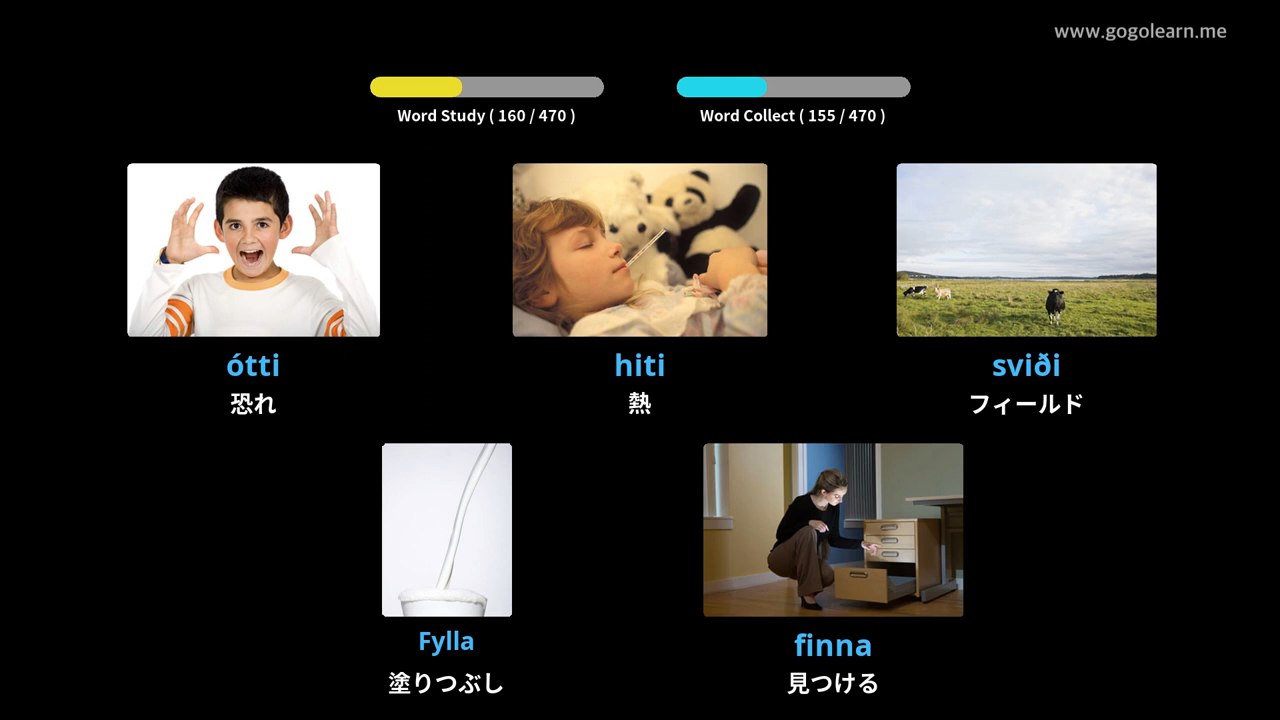 www.gogolearn.me
Word Study ( 160 / 470 )
Word Collect ( 155 / 470 )
ótti
恐れ
hiti
熱
sviði
フィールド
Fylla
塗りつぶし
finna
見つける